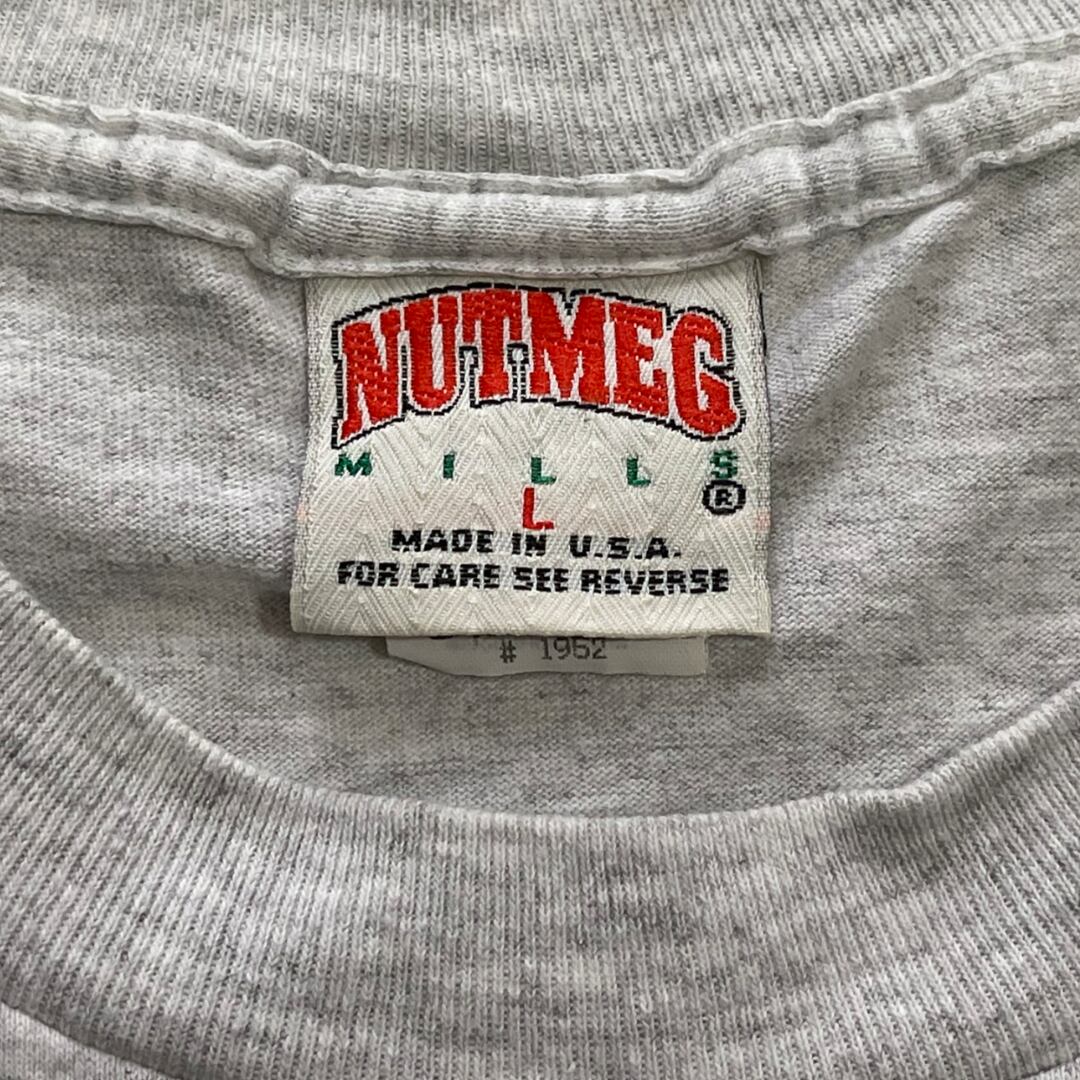 NUTMEG
MILLS
®
L
MADE IN U.S.A.
FOR CARE SEE REVERSE
# 1952